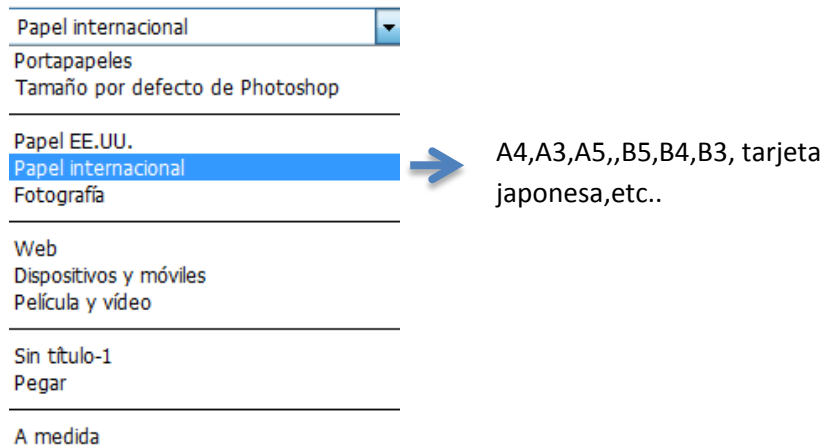 Papel internacional
Portapapeles
Tamaño por defecto de Photoshop
Papel EE.UU.
Papel internacional
Fotografía
Web
Dispositivos y móviles
Película y vídeo
Sin título-1
Pegar
A medida
A4,A3,A5,,B5,B4,B3, tarjeta
japonesa,etc..